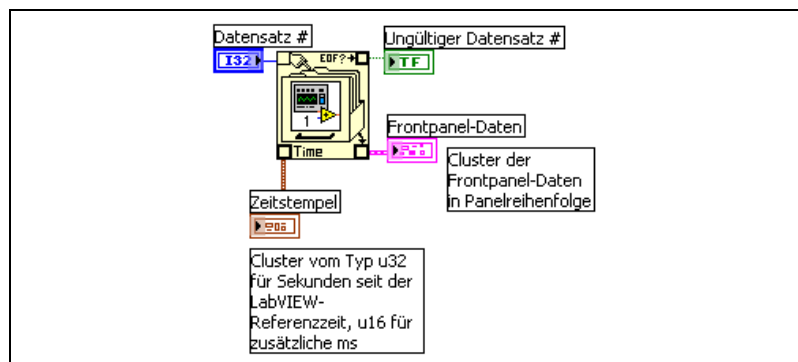 Datensatz #
Ungültiger Datensatz #
I32
EOF?
TF
1
Frontpanel-Daten
Time
Cluster der
Frontpanel-Daten
in Panelreihenfolge
Zeitstempel
Cluster vom Typ u32
für Sekunden seit der
LabVIEW-
Referenzzeit, u16 für
zusätzliche ms